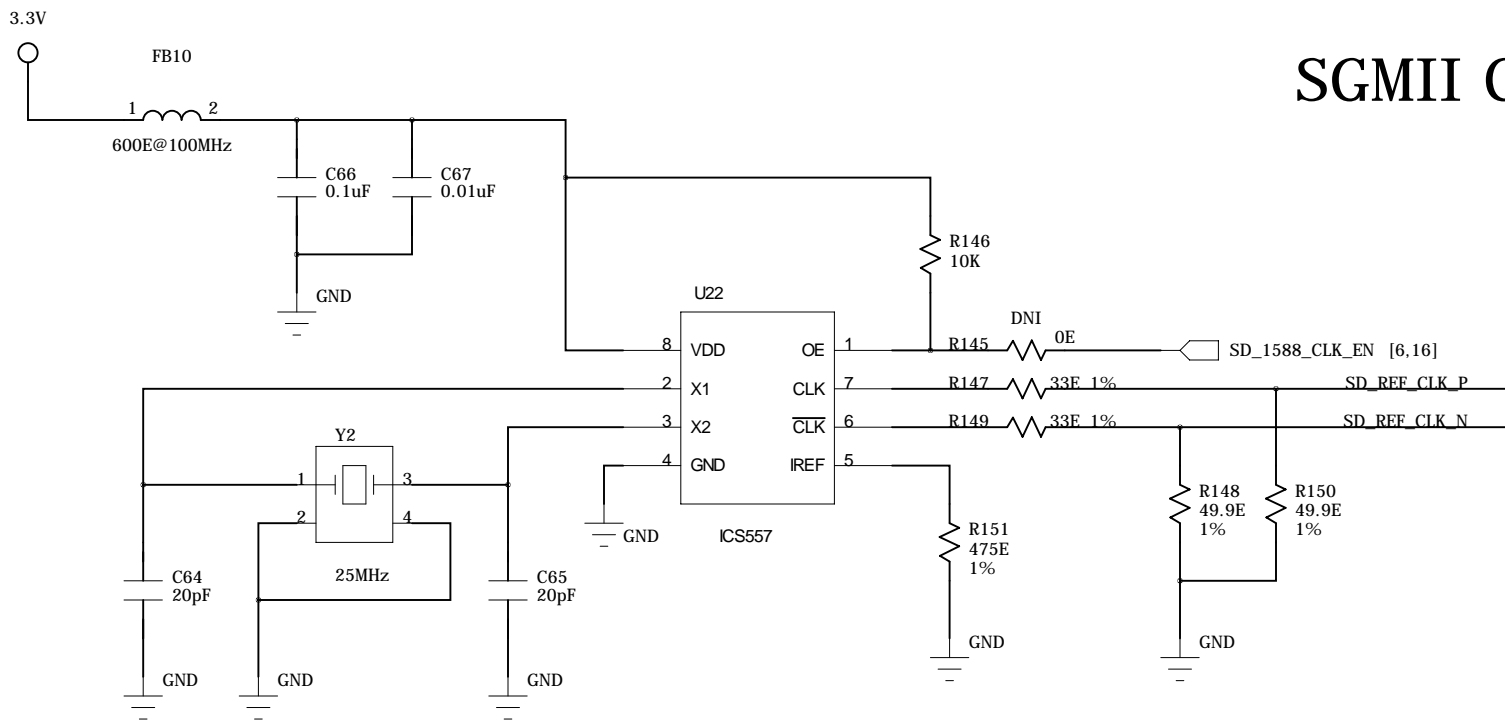 3.3V
SGMII C
FB10
1 2
600E@100MHz
C66
0.1uF
C67
0.01uF
GND
R146
10K
U22
8 VDD OE 1
2 X1 CLK 7
3 X2 CLK 6
4 GND IREF 5
ICS557
DNI
R145 0E
SD_1588_CLK_EN [6,16]
R147 33E 1%
SD_REF_CLK_P
R149 33E 1%
SD_REF_CLK_N
Y2
1 3
2 4
25MHz
GND
R151
475E
1%
R148
49.9E
1%
R150
49.9E
1%
C64
20pF
C65
20pF
GND
GND
GND
GND
GND